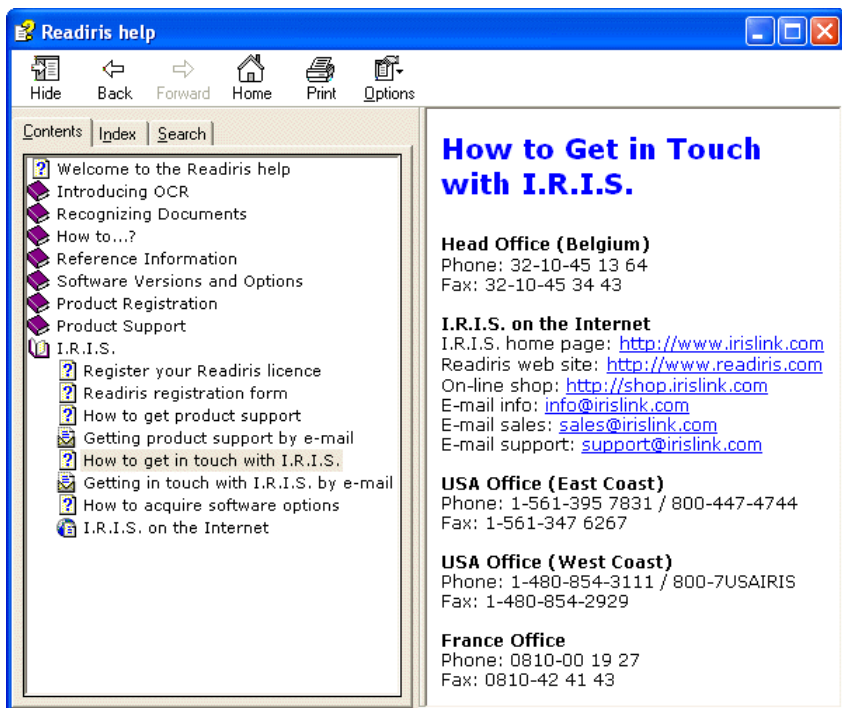 Readiris help
Hide Back Forward Home Print Options
Contents Index Search
Welcome to the Readiris help
Introducing OCR
Recognizing Documents
How to...?
Reference Information
Software Versions and Options
Product Registration
Product Support
I.R.I.S.
Register your Readiris licence
Readiris registration form
How to get product support
Getting product support by e-mail
How to get in touch with I.R.I.S.
Getting in touch with I.R.I.S. by e-mail
How to acquire software options
I.R.I.S. on the Internet
How to Get in Touch
with I.R.I.S.
Head Office (Belgium)
Phone: 32-10-45 13 64
Fax: 32-10-45 34 43
I.R.I.S. on the Internet
I.R.I.S. home page: http://www.irislink.com
Readiris web site: http://www.readiris.com
On-line shop: http://shop.irislink.com
E-mail info: info@irislink.com
E-mail sales: sales@irislink.com
E-mail support: support@irislink.com
USA Office (East Coast)
Phone: 1-561-395 7831 / 800-447-4744
Fax: 1-561-347 6267
USA Office (West Coast)
Phone: 1-480-854-3111 / 800-7USAIRIS
Fax: 1-480-854-2929
France Office
Phone: 0810-00 19 27
Fax: 0810-42 41 43